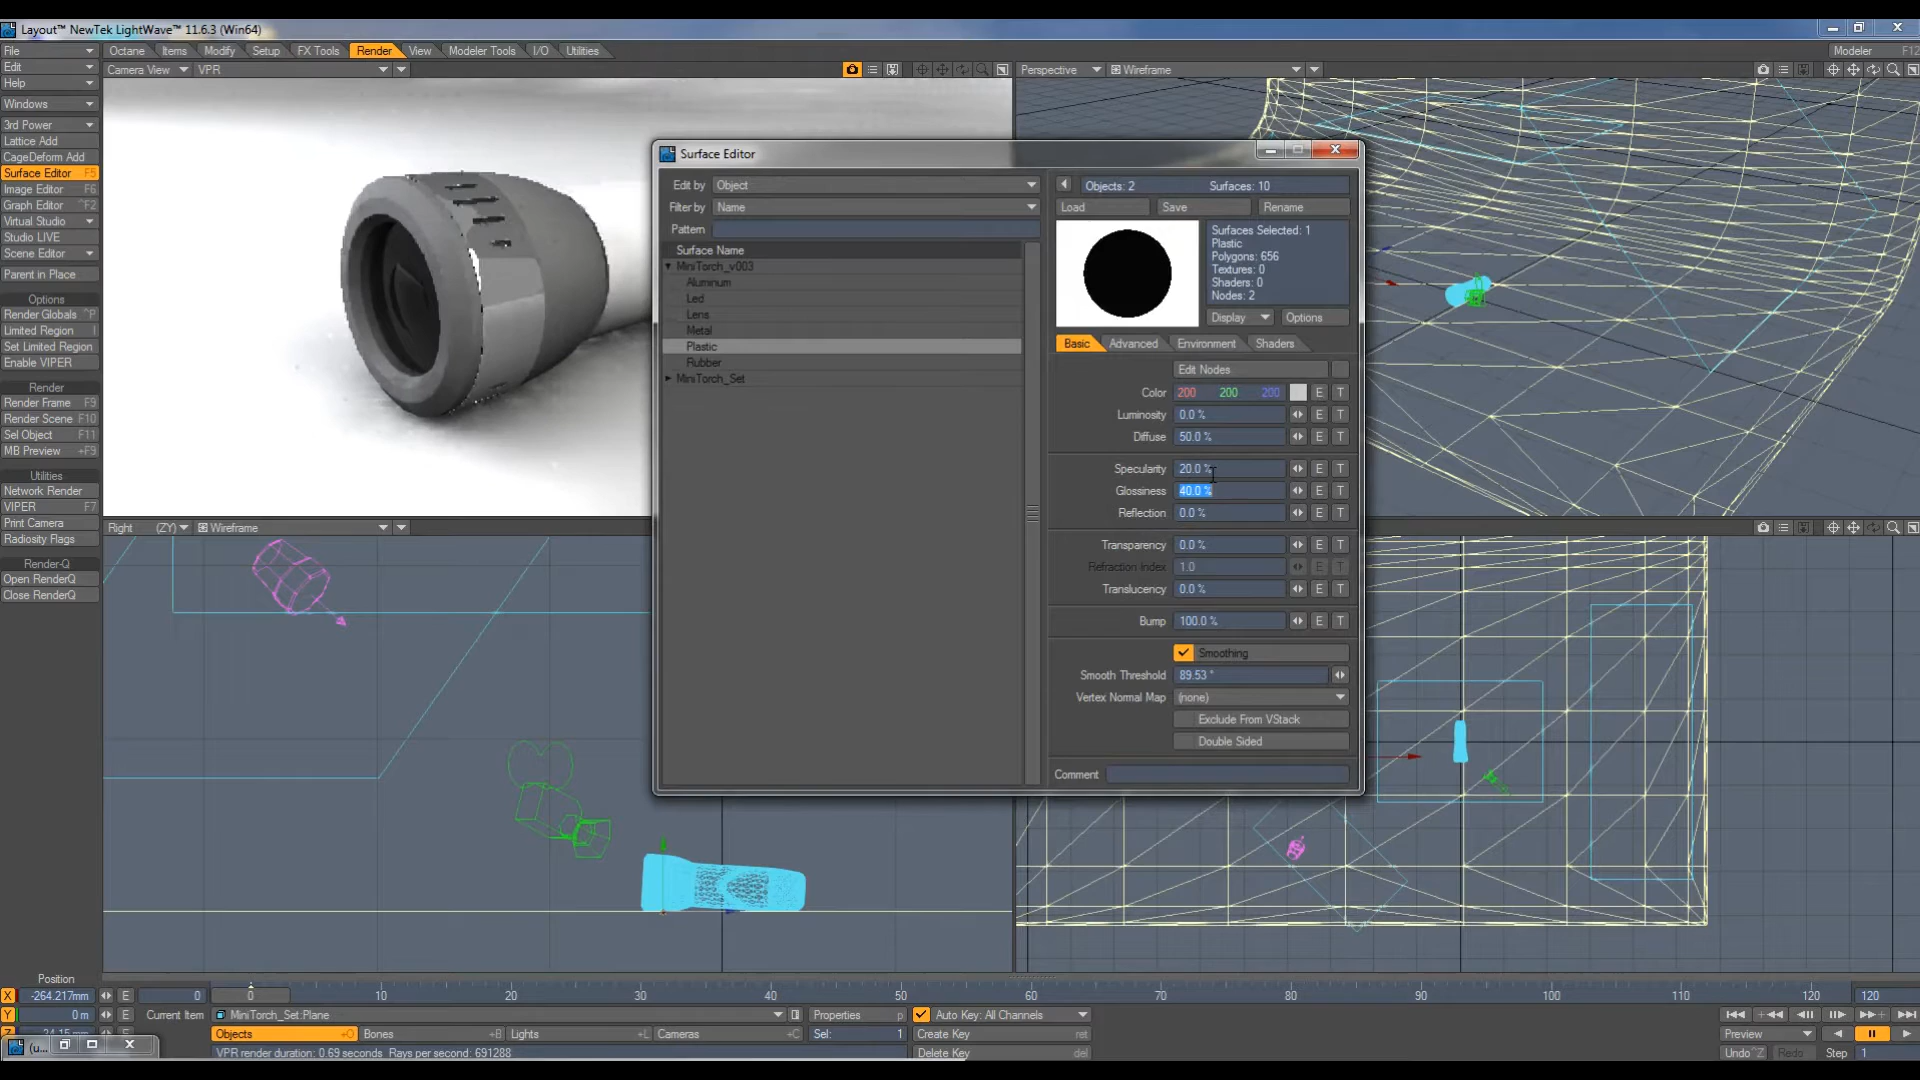 Layout™ NewTek LightWave™ 11.6.3 (Win64)
File Octane Items Setup Modify FX Tools Render View Modeler Tools I/O Utilities Modeler F12
Edit
Help
Camera View VPR
Perspective Wireframe
Windows
3rd Power
Lattice Add
CageDeform Add
Surface Editor F5
Image Editor F6
Graph Editor ^F2
Virtual Studio
Studio LIVE
Scene Editor
Parent in Place
Options
Render Globals ^P
Limited Region l
Set Limited Region
Enable VIPER
Render
Render Frame F9
Render Scene F10
Sel Object F11
MB Preview +F9
Utilities
Network Render
VIPER F7
Print Camera
Radiosity Flags
Render-Q
Open RenderQ
Close RenderQ
Surface Editor
Edit by Object
Filter by Name
Pattern
Surface Name
MiniTorch_v003
Aluminum
Led
Lens
Metal
Plastic
Rubber
MiniTorch_Set
Objects: 2 Surfaces: 10
Load Save Rename
Surfaces Selected: 1
Plastic
Polygons: 656
Textures: 0
Shaders: 0
Nodes: 2
Display Options
Basic Advanced Environment Shaders
Edit Nodes
Color 200 200 200 E T
Luminosity 0.0 % E T
Diffuse 50.0 % E T
Specularity 20.0 % E T
Glossiness 40.0 % E T
Reflection 0.0 % E T
Transparency 0.0 % E T
Refraction Index 1.0 E T
Translucency 0.0 % E T
Bump 100.0 % E T
Smoothing
Smooth Threshold 89.53 °
Vertex Normal Map (none)
Exclude From VStack
Double Sided
Comment
Right (ZY) Wireframe
Position
X -264.217mm E 0 0 10 20 30 40 50 60 70 80 90 100 110 120 120
Y 0 m E Current Item MiniTorch_Set:Plane Properties p Auto Key: All Channels
Z 24.15 mm Objects +O Bones +B Lights +L Cameras +C Sel: 1 Create Key ret Preview
(u... VPR render duration: 0.69 seconds Rays per second: 691288 Delete Key del Undo ^Z Redo Step 1